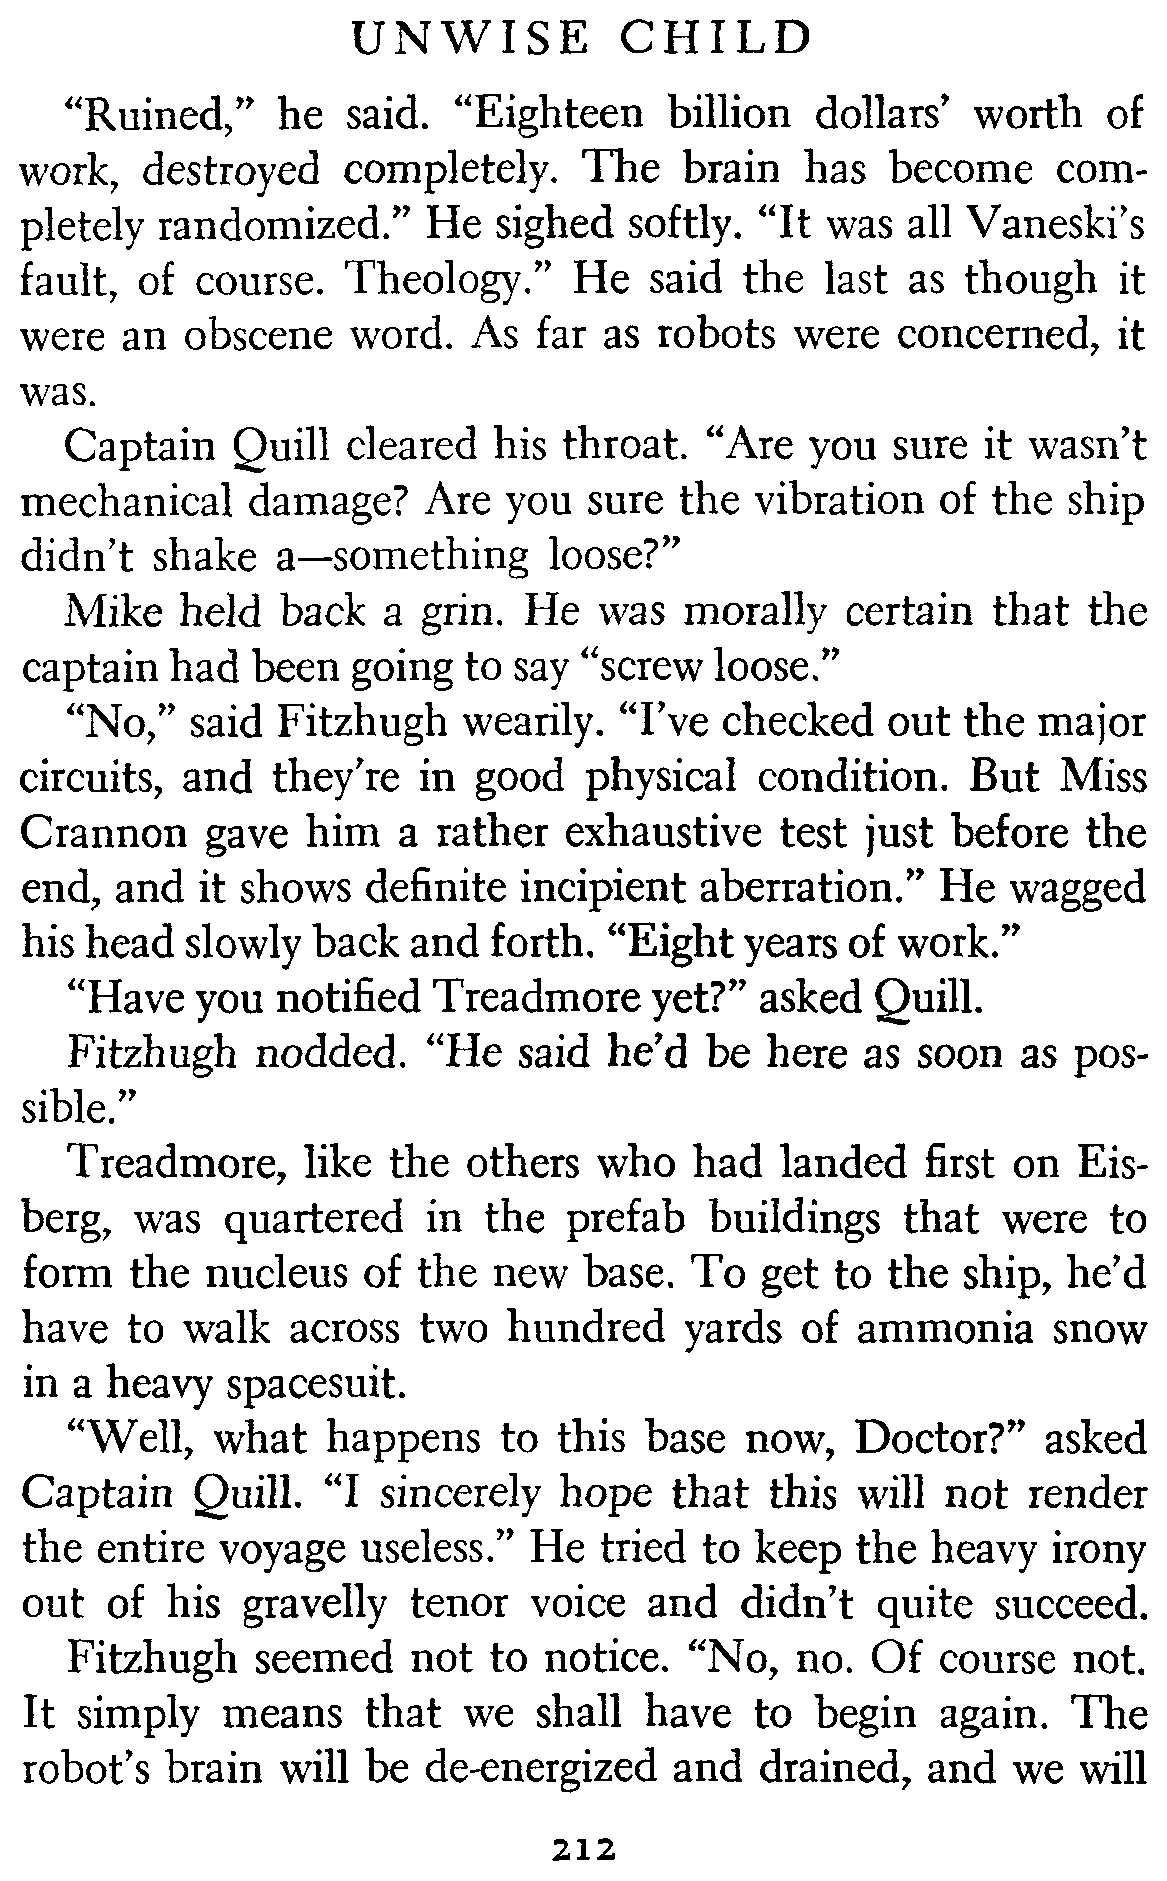 UNWISE CHILD
“Ruined,” he said. “Eighteen billion dollars’ worth of
work, destroyed completely. The brain has become com-
pletely randomized.” He sighed softly. “It was all Vaneski’s
fault, of course. Theology.” He said the last as though it
were an obscene word. As far as robots were concerned, it
was.
Captain Quill cleared his throat. “Are you sure it wasn’t
mechanical damage? Are you sure the vibration of the ship
didn’t shake a—something loose?”
Mike held back a grin. He was morally certain that the
captain had been going to say “screw loose.”
“No,” said Fitzhugh wearily. “I’ve checked out the major
circuits, and they’re in good physical condition. But Miss
Crannon gave him a rather exhaustive test just before the
end, and it shows definite incipient aberration.” He wagged
his head slowly back and forth. “Eight years of work.”
“Have you notified Treadmore yet?” asked Quill.
Fitzhugh nodded. “He said he’d be here as soon as pos-
sible.”
Treadmore, like the others who had landed first on Eis-
berg, was quartered in the prefab buildings that were to
form the nucleus of the new base. To get to the ship, he’d
have to walk across two hundred yards of ammonia snow
in a heavy spacesuit.
“Well, what happens to this base now, Doctor?” asked
Captain Quill. “I sincerely hope that this will not render
the entire voyage useless.” He tried to keep the heavy irony
out of his gravelly tenor voice and didn’t quite succeed.
Fitzhugh seemed not to notice. “No, no. Of course not.
It simply means that we shall have to begin again. The
robot’s brain will be de-energized and drained, and we will
212